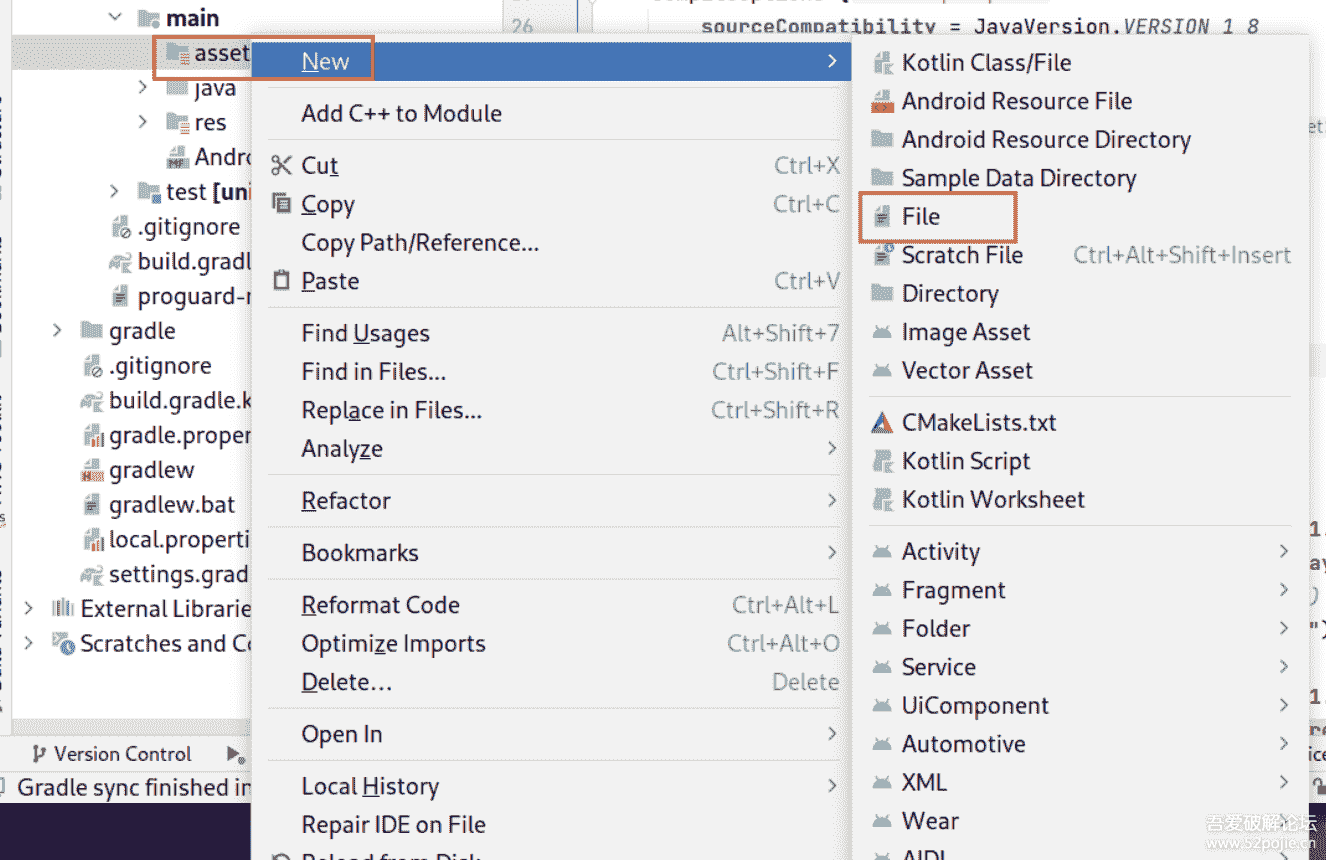 main
asset
java
res
Andro
test [uni
.gitignore
build.gradl
proguard-r
gradle
.gitignore
build.gradle.k
gradle.proper
gradlew
gradlew.bat
local.properti
settings.grad
External Librarie
Scratches and Co
Version Control
Gradle sync finished in
26
sourceCompatibility = JavaVersion.VERSION_1_8
New
Add C++ to Module
Cut Ctrl+X
Copy Ctrl+C
Copy Path/Reference...
Paste Ctrl+V
Find Usages Alt+Shift+7
Find in Files... Ctrl+Shift+F
Replace in Files... Ctrl+Shift+R
Analyze
Refactor
Bookmarks
Reformat Code Ctrl+Alt+L
Optimize Imports Ctrl+Alt+O
Delete... Delete
Open In
Local History
Repair IDE on File
Reload from Disk
Kotlin Class/File
Android Resource File
Android Resource Directory
Sample Data Directory
File
Scratch File Ctrl+Alt+Shift+Insert
Directory
Image Asset
Vector Asset
CMakeLists.txt
Kotlin Script
Kotlin Worksheet
Activity
Fragment
Folder
Service
UiComponent
Automotive
XML
Wear
AIDL
吾爱破解论坛
www.52pojie.cn